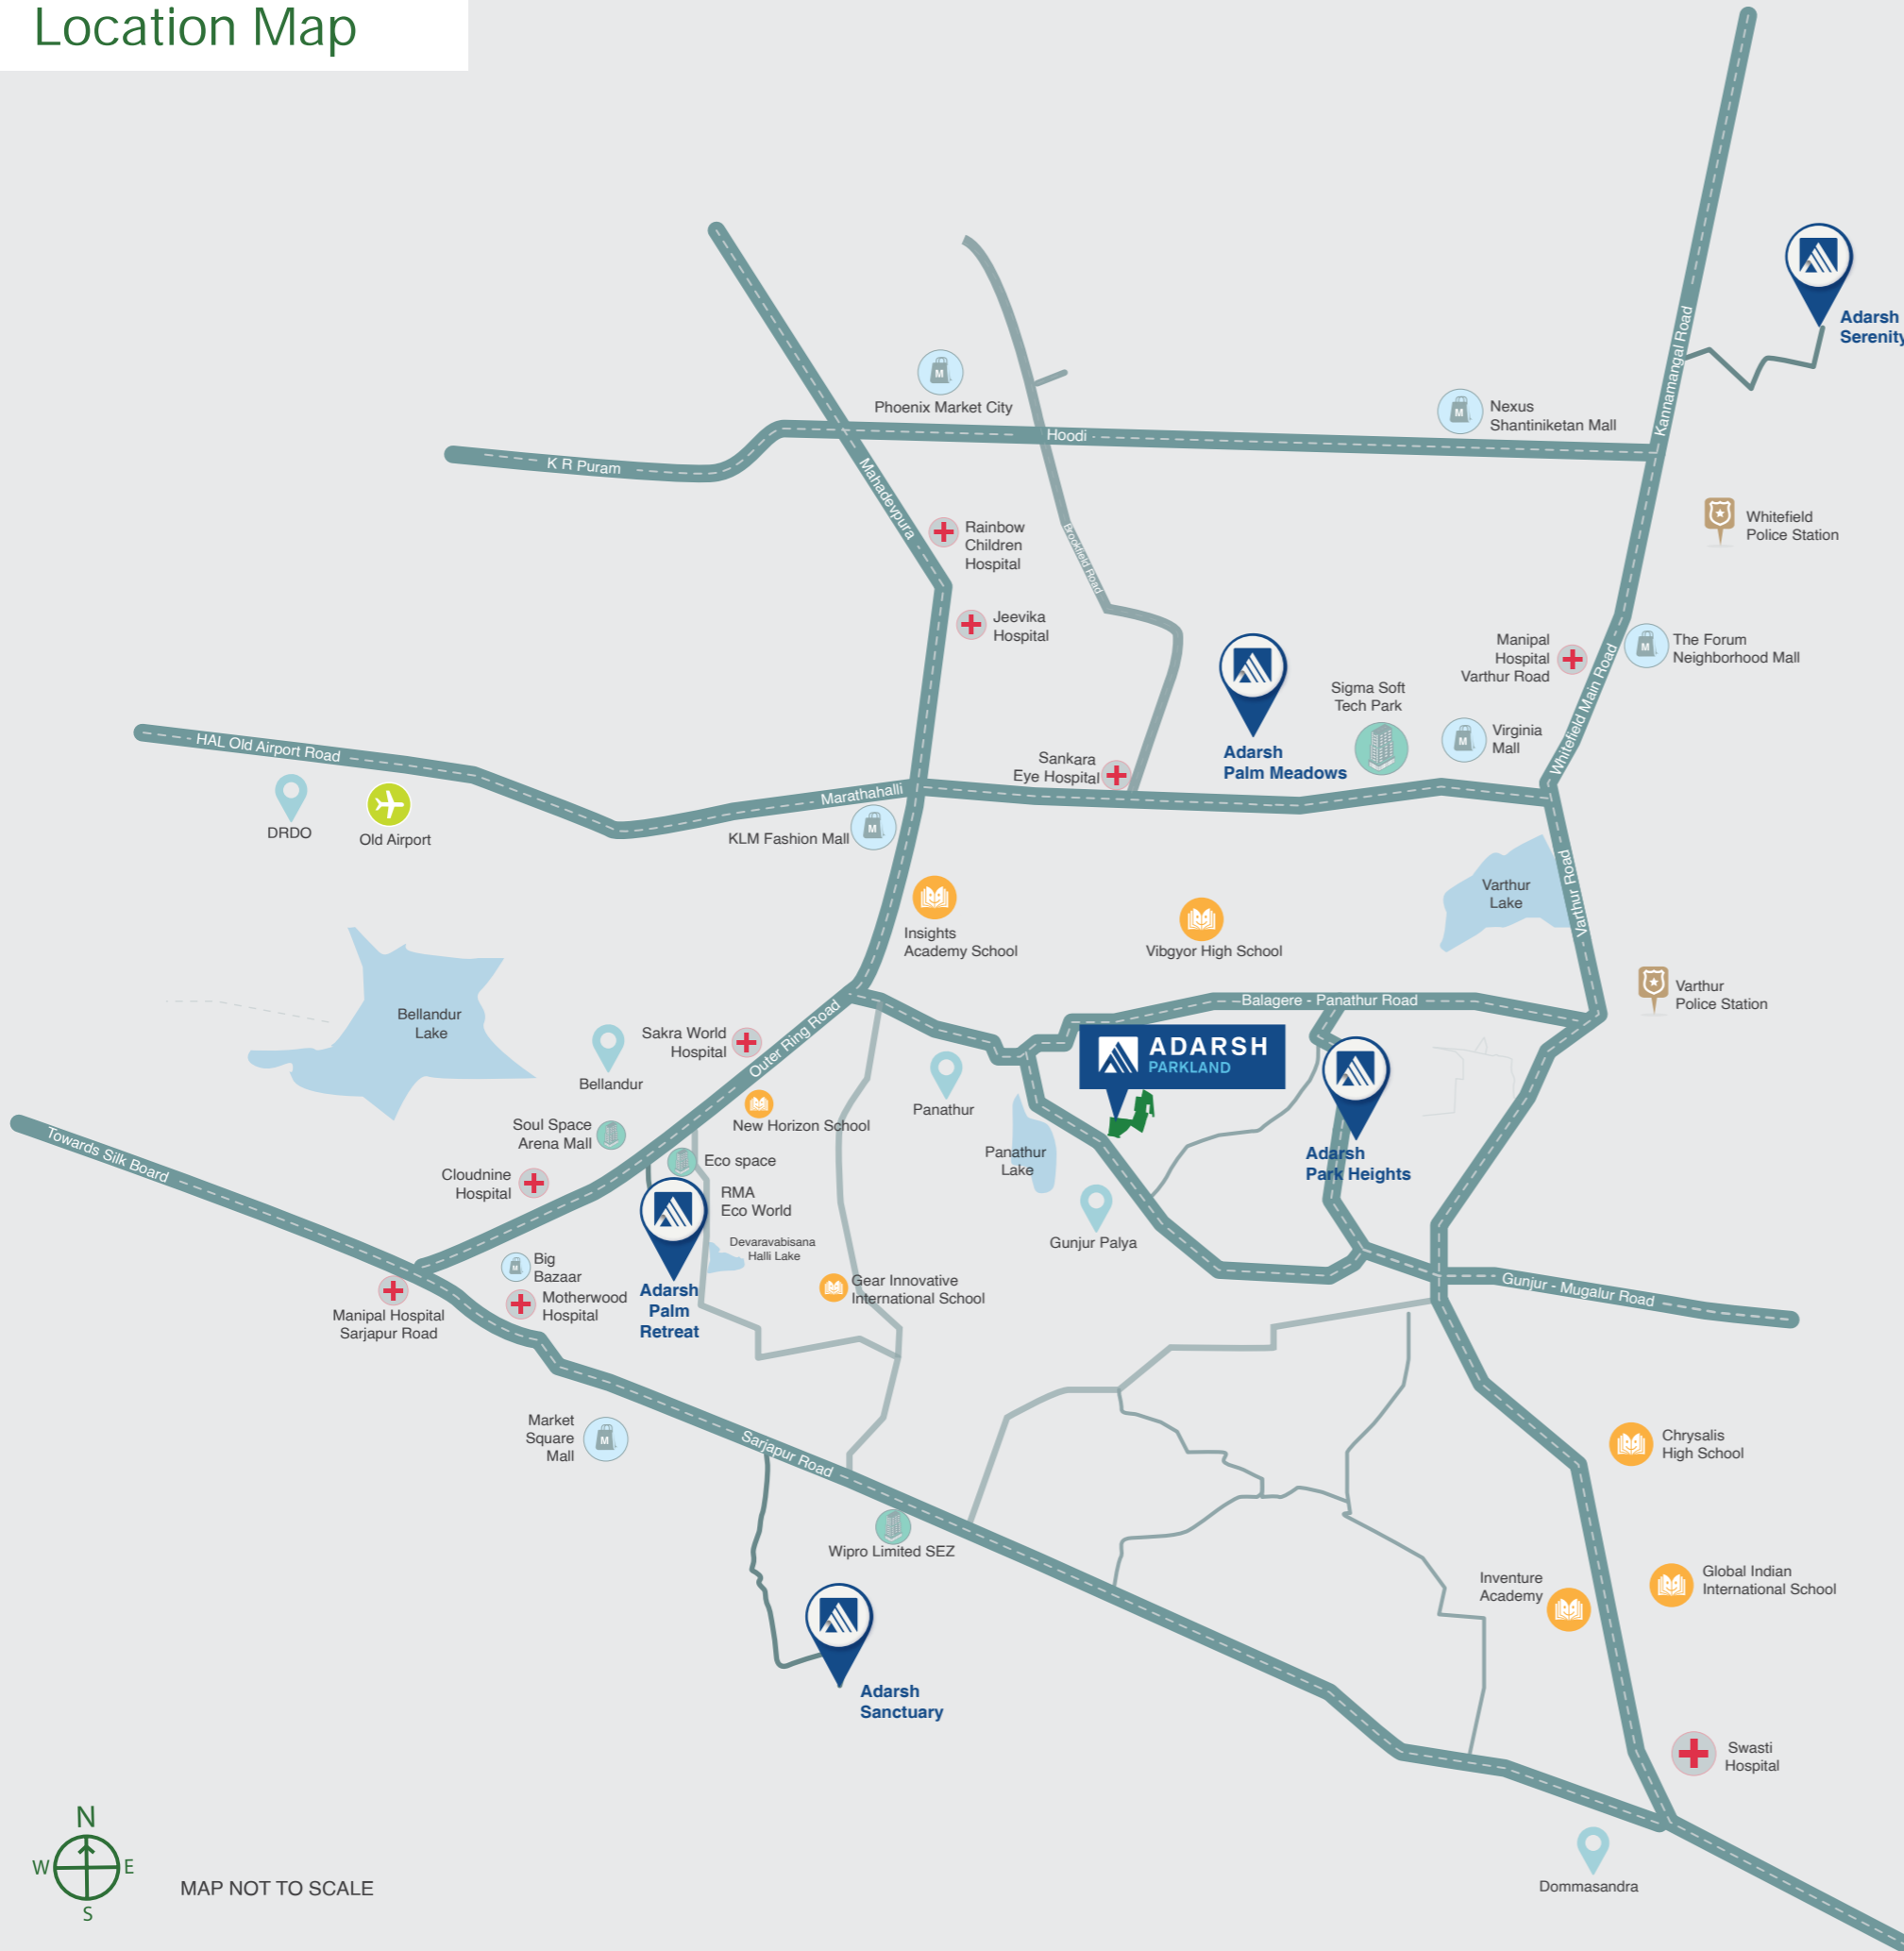 Location Map
Adarsh
Serenity
Kannamangal Road
Phoenix Market City
Nexus
Shantiniketan Mall
Hoodi
K R Puram
Mahadevpura
Rainbow
Children
Hospital
Brookfield Road
Whitefield
Police Station
Jeevika
Hospital
Manipal
Hospital
Varthur Road
The Forum
Neighborhood Mall
Whitefield Main Road
Sigma Soft
Tech Park
Virginia
Mall
Adarsh
Palm Meadows
Sankara
Eye Hospital
HAL Old Airport Road
Marathahalli
DRDO
Old Airport
KLM Fashion Mall
Varthur
Lake
Varthur Road
Insights
Academy School
Vibgyor High School
Varthur
Police Station
Balagere - Panathur Road
Bellandur
Lake
Sakra World
Hospital
Outer Ring Road
ADARSH
PARKLAND
Bellandur
Panathur
New Horizon School
Soul Space
Arena Mall
Towards Silk Board
Eco space
Panathur
Lake
Adarsh
Park Heights
Cloudnine
Hospital
RMA
Eco World
Gunjur Palya
Devaravabisana
Halli Lake
Big
Bazaar
Motherwood
Hospital
Adarsh
Palm
Retreat
Gear Innovative
International School
Gunjur - Mugalur Road
Manipal Hospital
Sarjapur Road
Market
Square
Mall
Sarjapur Road
Chrysalis
High School
Wipro Limited SEZ
Inventure
Academy
Global Indian
International School
Adarsh
Sanctuary
Swasti
Hospital
Dommasandra
N
W
E
S
MAP NOT TO SCALE